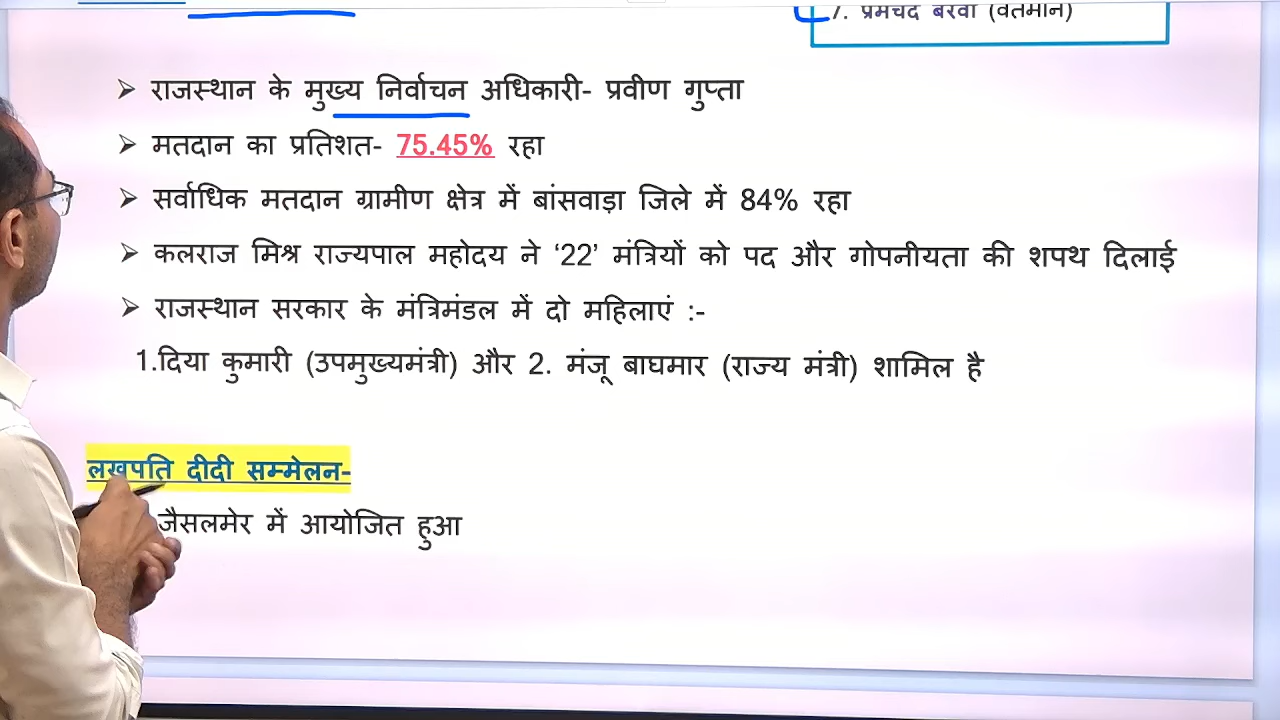 7. प्रेमचंद बैरवा (वर्तमान)
राजस्थान के मुख्य निर्वाचन अधिकारी- प्रवीण गुप्ता
मतदान का प्रतिशत- 75.45% रहा
सर्वाधिक मतदान ग्रामीण क्षेत्र में बांसवाड़ा जिले में 84% रहा
कलराज मिश्र राज्यपाल महोदय ने ‘22’ मंत्रियों को पद और गोपनीयता की शपथ दिलाई
राजस्थान सरकार के मंत्रिमंडल में दो महिलाएं :-
1.दिया कुमारी (उपमुख्यमंत्री) और 2. मंजू बाघमार (राज्य मंत्री) शामिल है
लखपति दीदी सम्मेलन-
जैसलमेर में आयोजित हुआ